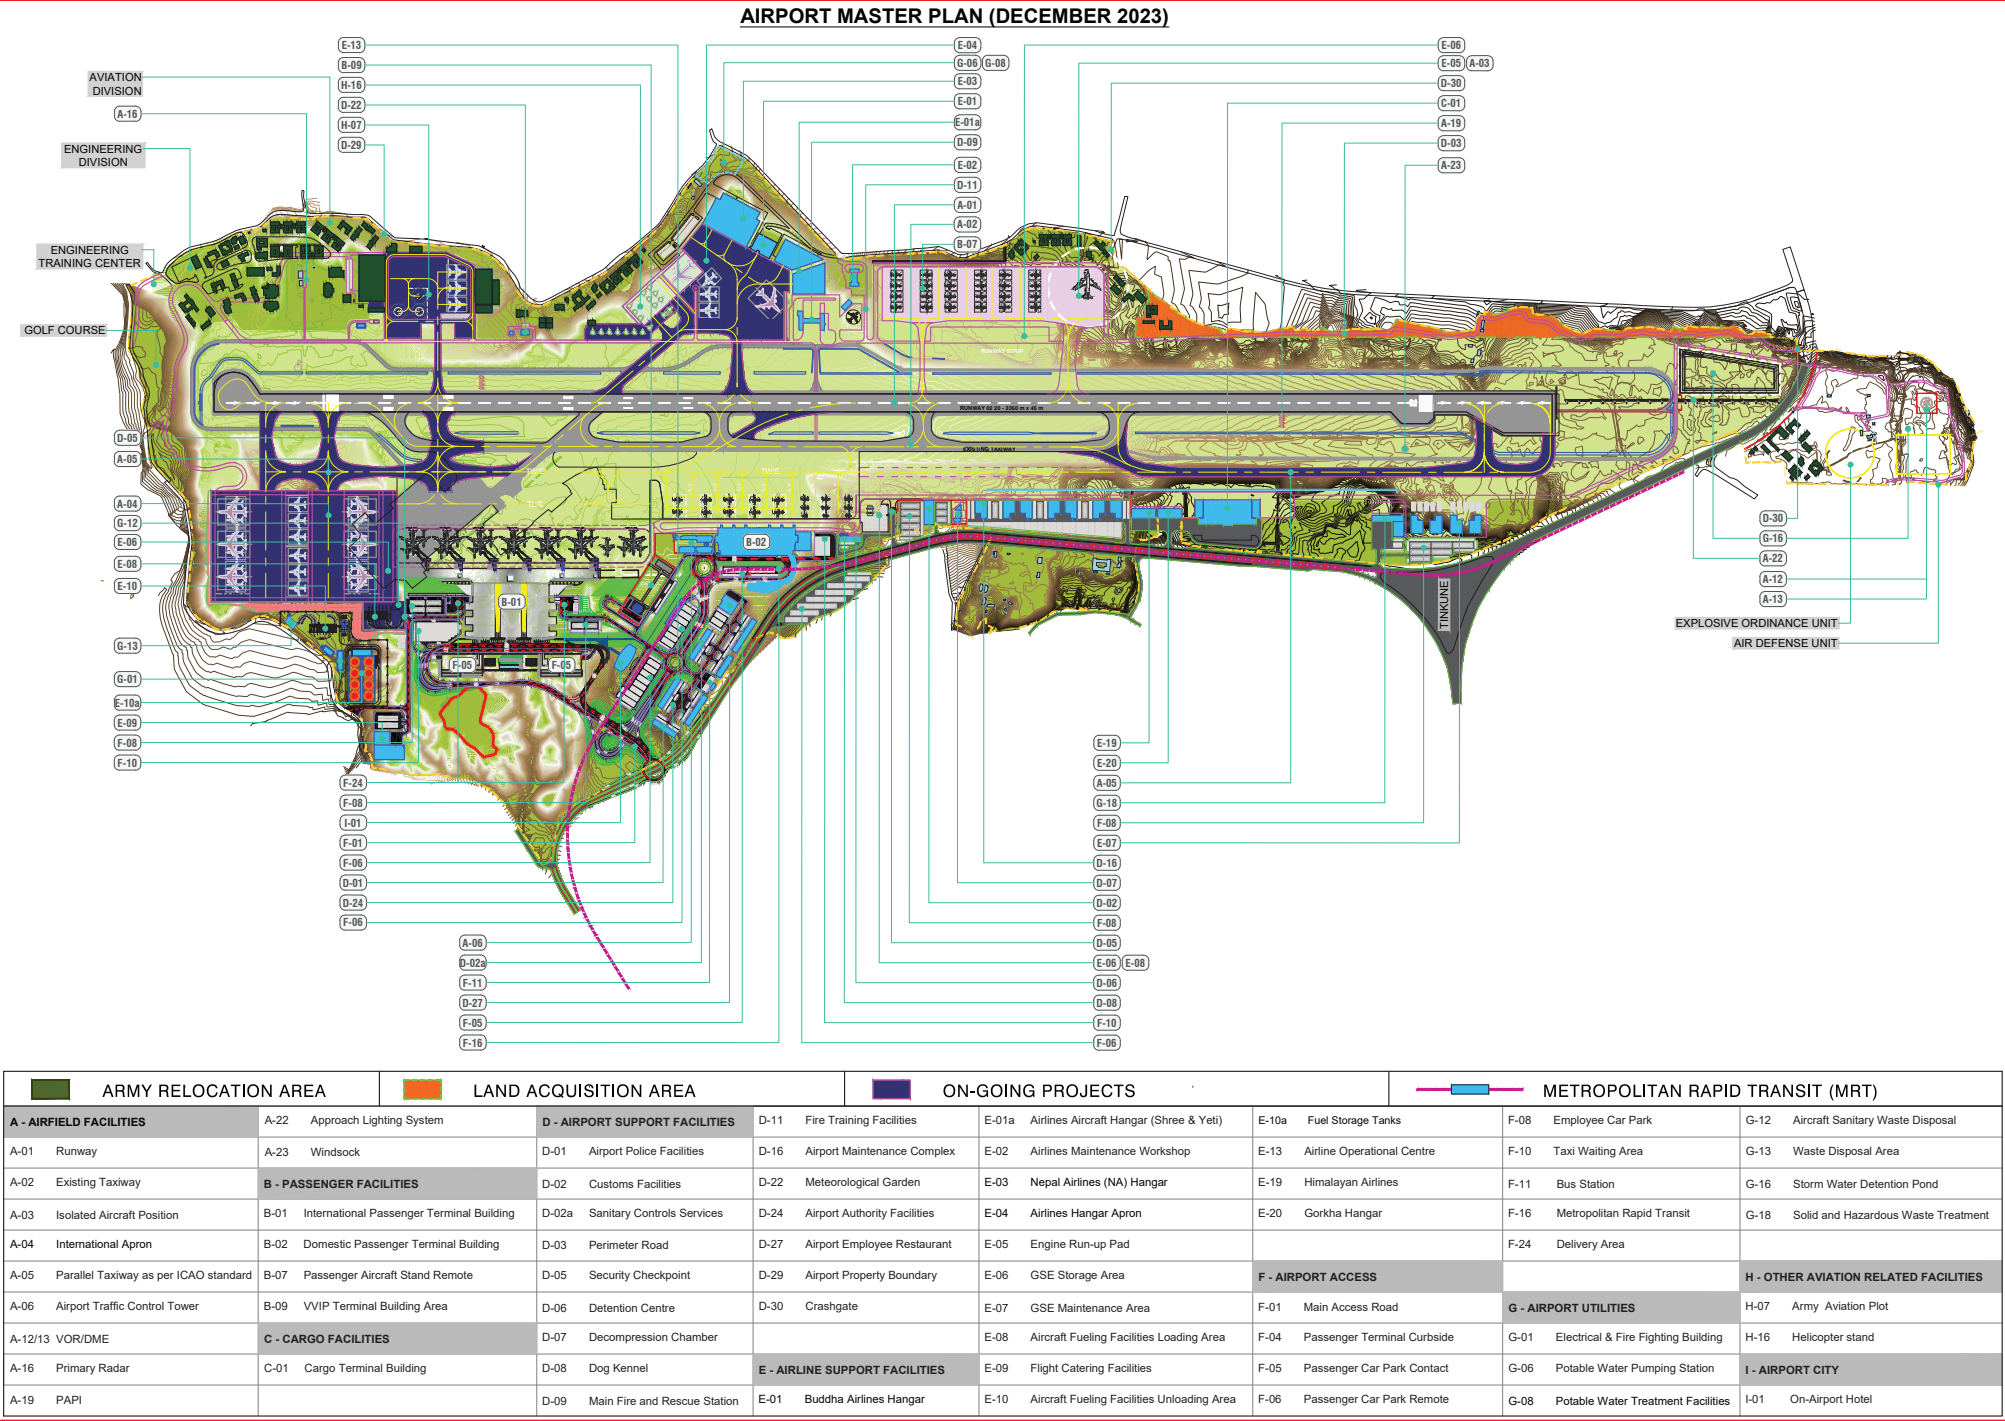 AIRPORT MASTER PLAN (DECEMBER 2023)
E-13
B-09
H-16
D-22
H-07
D-29
AVIATION
DIVISION
A-16
ENGINEERING
DIVISION
ENGINEERING
TRAINING CENTER
GOLF COURSE
E-04
G-06 G-08
E-03
E-01
E-01a
D-09
E-02
D-11
A-01
A-02
B-07
E-06
E-05 A-03
D-30
C-01
A-19
D-03
A-23
RUNWAY STRIP
RUNWAY 02 20 - 3350 m x 45 m
EXISTING TAXIWAY
D-05
A-05
A-04
G-12
E-06
E-08
E-10
G-13
G-01
E-10a
E-09
F-08
F-10
B-02
B-01
F-05
F-05
TINKUNE
D-30
G-16
A-22
A-12
A-13
EXPLOSIVE ORDINANCE UNIT
AIR DEFENSE UNIT
F-24
F-08
I-01
F-01
F-06
D-01
D-24
F-06
A-06
D-02a
F-11
D-27
F-05
F-16
E-19
E-20
A-05
G-18
F-08
E-07
D-16
D-07
D-02
F-08
D-05
E-06 E-08
D-06
D-08
F-10
F-06
ARMY RELOCATION AREA
LAND ACQUISITION AREA
ON-GOING PROJECTS
METROPOLITAN RAPID TRANSIT (MRT)
A - AIRFIELD FACILITIES
A-01 Runway
A-02 Existing Taxiway
A-03 Isolated Aircraft Position
A-04 International Apron
A-05 Parallel Taxiway as per ICAO standard
A-06 Airport Traffic Control Tower
A-12/13 VOR/DME
A-16 Primary Radar
A-19 PAPI
A-22 Approach Lighting System
A-23 Windsock
B - PASSENGER FACILITIES
B-01 International Passenger Terminal Building
B-02 Domestic Passenger Terminal Building
B-07 Passenger Aircraft Stand Remote
B-09 VVIP Terminal Building Area
C - CARGO FACILITIES
C-01 Cargo Terminal Building
D - AIRPORT SUPPORT FACILITIES
D-01 Airport Police Facilities
D-02 Customs Facilities
D-02a Sanitary Controls Services
D-03 Perimeter Road
D-05 Security Checkpoint
D-06 Detention Centre
D-07 Decompression Chamber
D-08 Dog Kennel
D-09 Main Fire and Rescue Station
D-11 Fire Training Facilities
D-16 Airport Maintenance Complex
D-22 Meteorological Garden
D-24 Airport Authority Facilities
D-27 Airport Employee Restaurant
D-29 Airport Property Boundary
D-30 Crashgate
E - AIRLINE SUPPORT FACILITIES
E-01 Buddha Airlines Hangar
E-01a Airlines Aircraft Hangar (Shree & Yeti)
E-02 Airlines Maintenance Workshop
E-03 Nepal Airlines (NA) Hangar
E-04 Airlines Hangar Apron
E-05 Engine Run-up Pad
E-06 GSE Storage Area
E-07 GSE Maintenance Area
E-08 Aircraft Fueling Facilities Loading Area
E-09 Flight Catering Facilities
E-10 Aircraft Fueling Facilities Unloading Area
E-10a Fuel Storage Tanks
E-13 Airline Operational Centre
E-19 Himalayan Airlines
E-20 Gorkha Hangar
F - AIRPORT ACCESS
F-01 Main Access Road
F-04 Passenger Terminal Curbside
F-05 Passenger Car Park Contact
F-06 Passenger Car Park Remote
F-08 Employee Car Park
F-10 Taxi Waiting Area
F-11 Bus Station
F-16 Metropolitan Rapid Transit
F-24 Delivery Area
G - AIRPORT UTILITIES
G-01 Electrical & Fire Fighting Building
G-06 Potable Water Pumping Station
G-08 Potable Water Treatment Facilities
G-12 Aircraft Sanitary Waste Disposal
G-13 Waste Disposal Area
G-16 Storm Water Detention Pond
G-18 Solid and Hazardous Waste Treatment
H - OTHER AVIATION RELATED FACILITIES
H-07 Army Aviation Plot
H-16 Helicopter stand
I - AIRPORT CITY
I-01 On-Airport Hotel